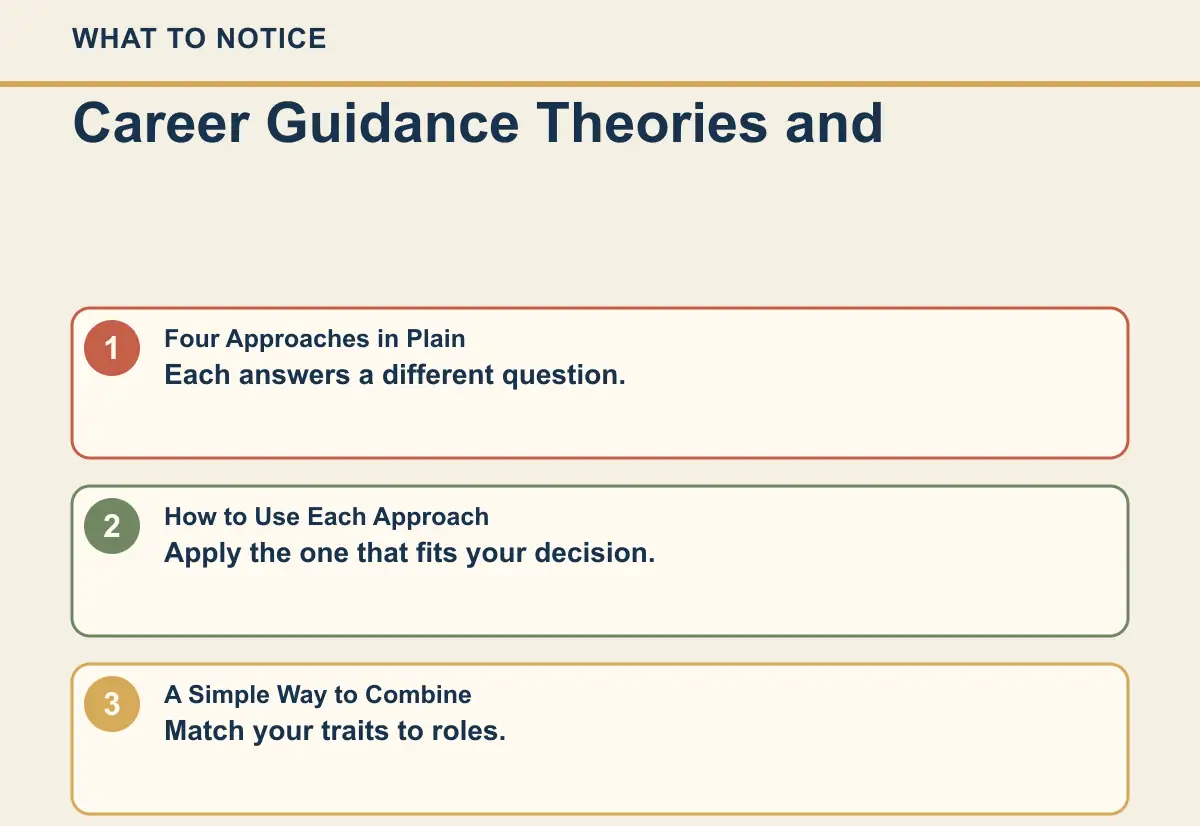 WHAT TO NOTICE
Career Guidance Theories and
1
Four Approaches in Plain
Each answers a different question.
2
How to Use Each Approach
Apply the one that fits your decision.
3
A Simple Way to Combine
Match your traits to roles.